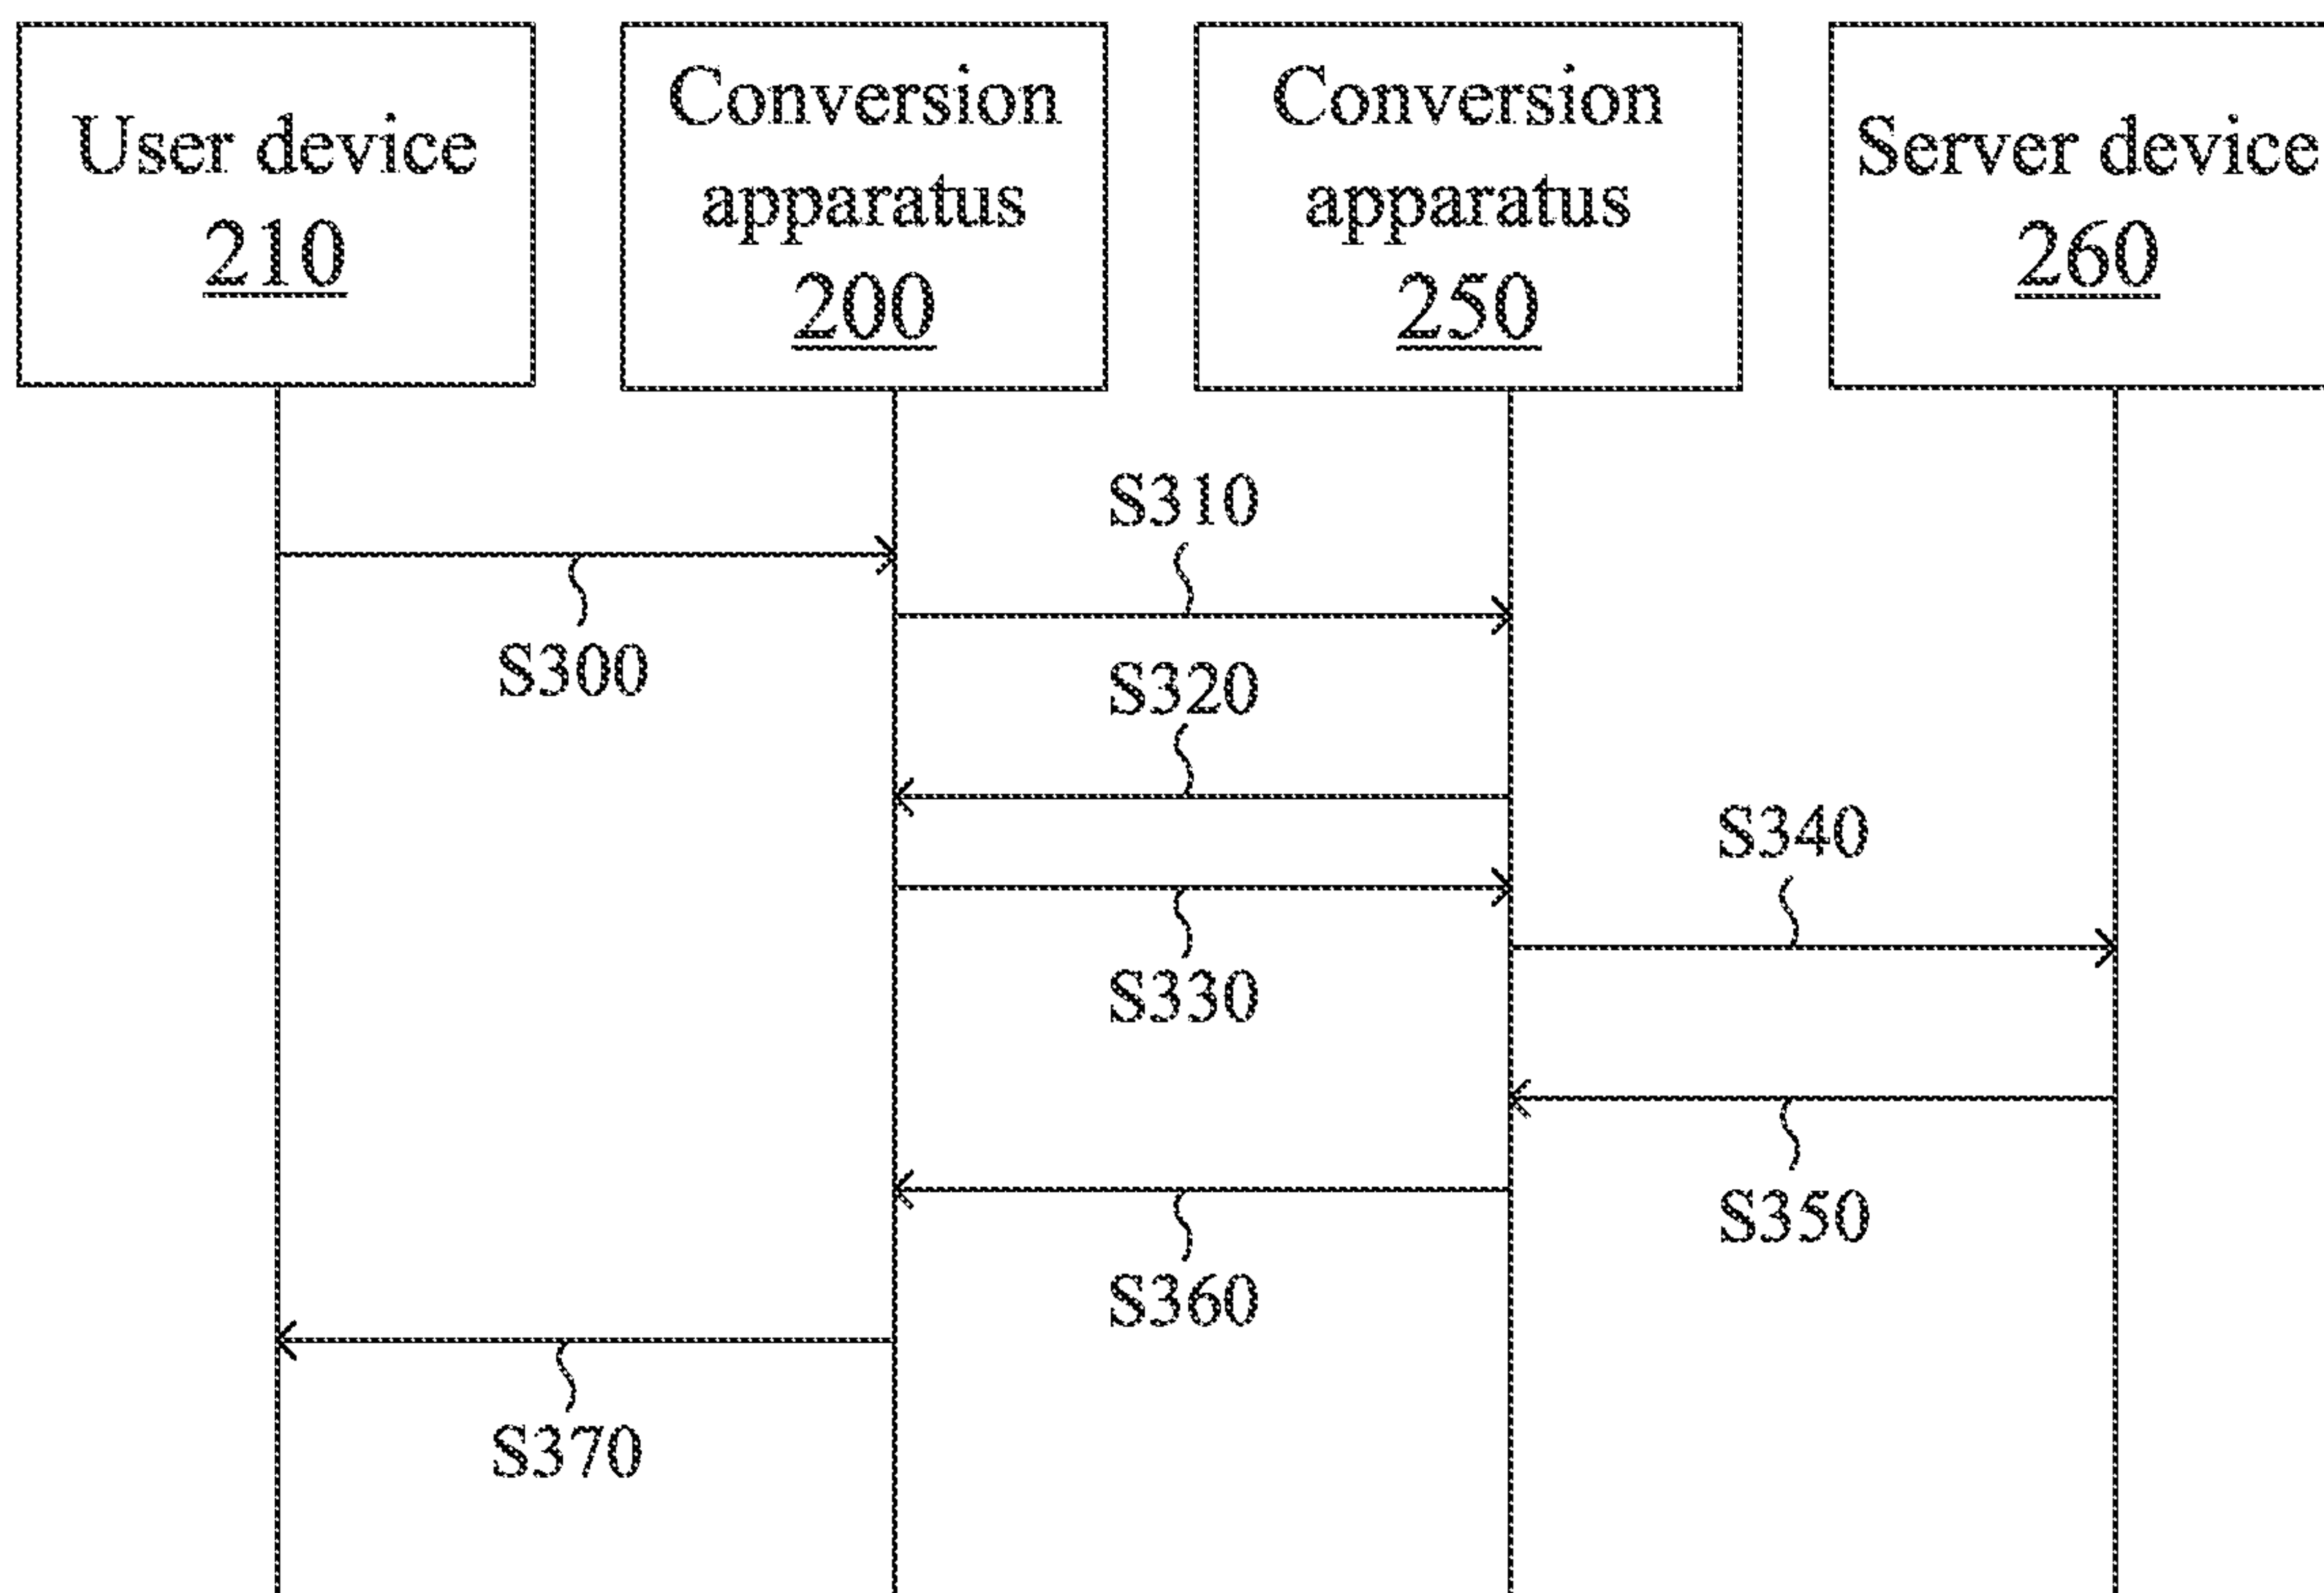 User device
210
Conversion
apparatus
200
Conversion
apparatus
250
Server device
260
S310
S300
S320
S340
S330
S350
S360
S370